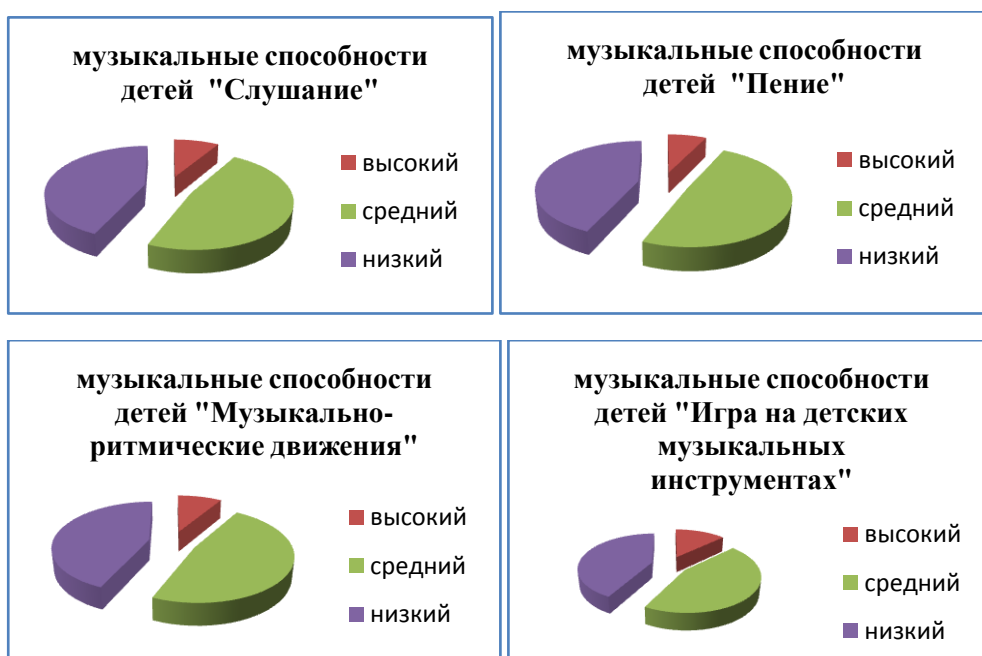 музыкальные способности
детей "Слушание"
высокий
средний
низкий
музыкальные способности
детей "Пение"
высокий
средний
низкий
музыкальные способности
детей "Музыкально-
ритмические движения"
высокий
средний
низкий
музыкальные способности
детей "Игра на детских
музыкальных
инструментах"
высокий
средний
низкий